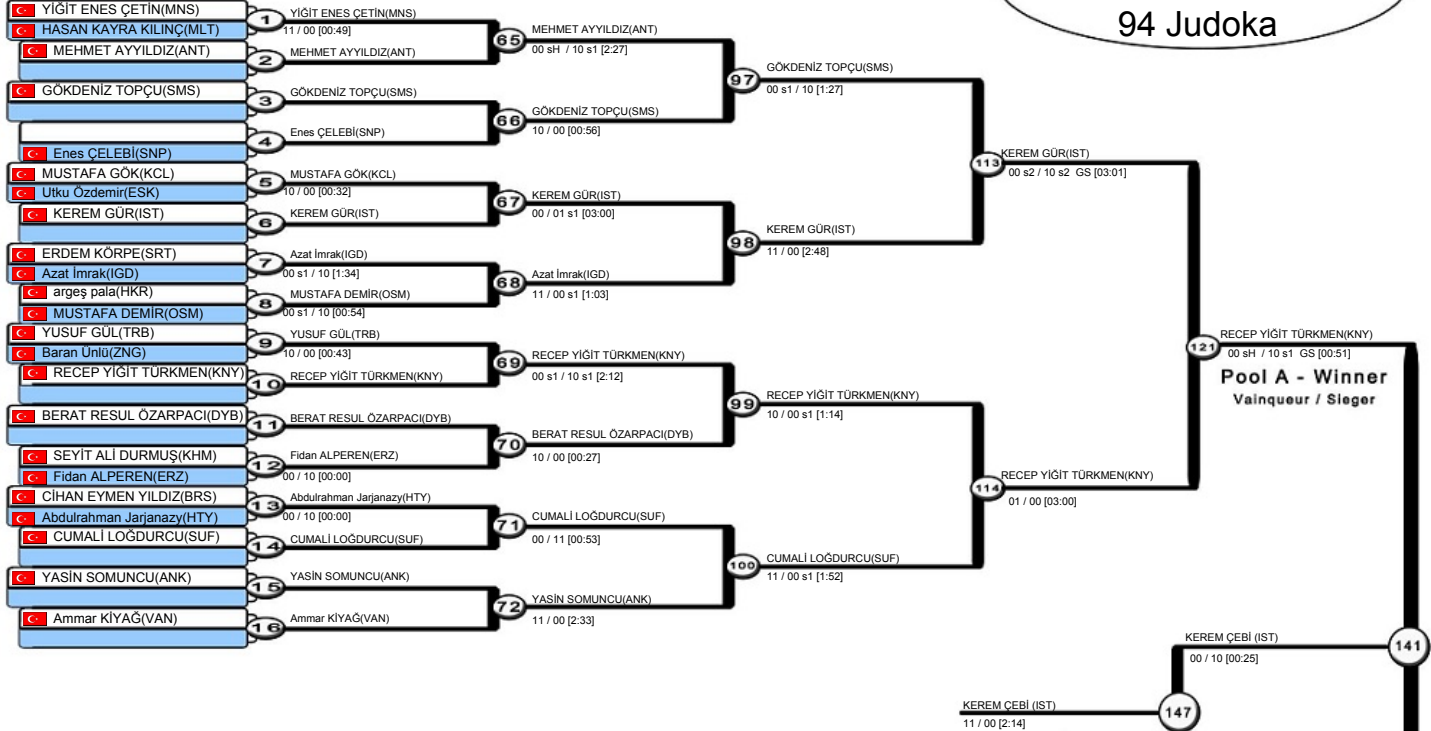 94 Judoka
YİĞİT ENES ÇETİN(MNS)
HASAN KAYRA KILINÇ(MLT)
MEHMET AYYILDIZ(ANT)
GÖKDENİZ TOPÇU(SMS)
Enes ÇELEBİ(SNP)
MUSTAFA GÖK(KCL)
Utku Özdemir(ESK)
KEREM GÜR(IST)
ERDEM KÖRPE(SRT)
Azat İmrak(IGD)
argeş pala(HKR)
MUSTAFA DEMİR(OSM)
YUSUF GÜL(TRB)
Baran Ünlü(ZNG)
RECEP YİĞİT TÜRKMEN(KNY)
BERAT RESUL ÖZARPACI(DYB)
SEYİT ALİ DURMUŞ(KHM)
Fidan ALPEREN(ERZ)
CİHAN EYMEN YILDIZ(BRS)
Abdulrahman Jarjanazy(HTY)
CUMALİ LOĞDURCU(SUF)
YASİN SOMUNCU(ANK)
Ammar KİYAĞ(VAN)
1
YİĞİT ENES ÇETİN(MNS)
11 / 00 [00:49]
2
MEHMET AYYILDIZ(ANT)
3
GÖKDENİZ TOPÇU(SMS)
4
Enes ÇELEBİ(SNP)
5
MUSTAFA GÖK(KCL)
10 / 00 [00:32]
6
KEREM GÜR(IST)
7
Azat İmrak(IGD)
00 s1 / 10 [1:34]
8
MUSTAFA DEMİR(OSM)
00 s1 / 10 [00:54]
9
YUSUF GÜL(TRB)
10 / 00 [00:43]
10
RECEP YİĞİT TÜRKMEN(KNY)
11
BERAT RESUL ÖZARPACI(DYB)
12
Fidan ALPEREN(ERZ)
00 / 10 [00:00]
13
Abdulrahman Jarjanazy(HTY)
00 / 10 [00:00]
14
CUMALİ LOĞDURCU(SUF)
15
YASİN SOMUNCU(ANK)
16
Ammar KİYAĞ(VAN)
65
MEHMET AYYILDIZ(ANT)
00 sH / 10 s1 [2:27]
66
GÖKDENİZ TOPÇU(SMS)
10 / 00 [00:56]
67
KEREM GÜR(IST)
00 / 01 s1 [03:00]
68
Azat İmrak(IGD)
11 / 00 s1 [1:03]
69
RECEP YİĞİT TÜRKMEN(KNY)
00 s1 / 10 s1 [2:12]
70
BERAT RESUL ÖZARPACI(DYB)
10 / 00 [00:27]
71
CUMALİ LOĞDURCU(SUF)
00 / 11 [00:53]
72
YASİN SOMUNCU(ANK)
11 / 00 [2:33]
97
GÖKDENİZ TOPÇU(SMS)
00 s1 / 10 [1:27]
98
KEREM GÜR(IST)
11 / 00 [2:48]
99
RECEP YİĞİT TÜRKMEN(KNY)
10 / 00 s1 [1:14]
100
CUMALİ LOĞDURCU(SUF)
11 / 00 s1 [1:52]
113
KEREM GÜR(IST)
00 s2 / 10 s2 GS [03:01]
114
RECEP YİĞİT TÜRKMEN(KNY)
01 / 00 [03:00]
121
RECEP YİĞİT TÜRKMEN(KNY)
00 sH / 10 s1 GS [00:51]
Pool A - Winner
Vainqueur / Sieger
KEREM ÇEBİ (IST)
00 / 10 [00:25]
141
KEREM ÇEBİ (IST)
11 / 00 [2:14]
147